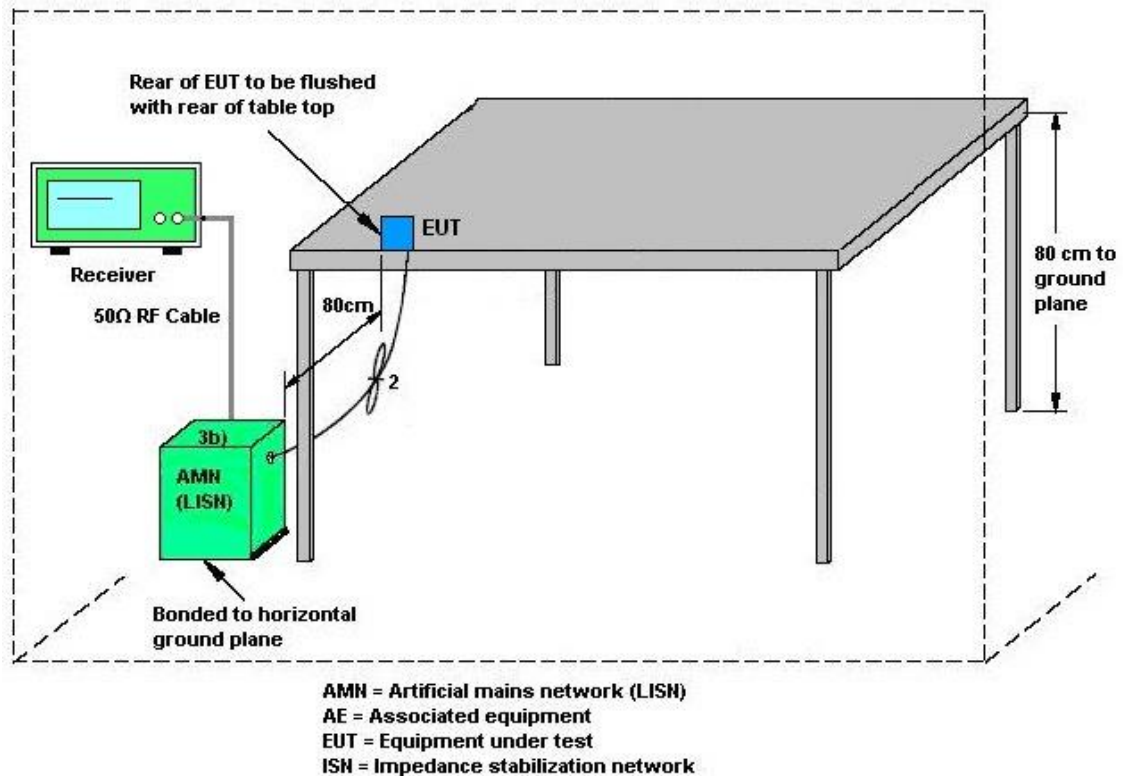 Rear of EUT to be flushed
with rear of table top
EUT
Receiver
50Ω RF Cable
80cm
2
80 cm to
ground
plane
3b)
AMN
(LISN)
Bonded to horizontal
ground plane
AMN = Artificial mains network (LISN)
AE = Associated equipment
EUT = Equipment under test
ISN = Impedance stabilization network